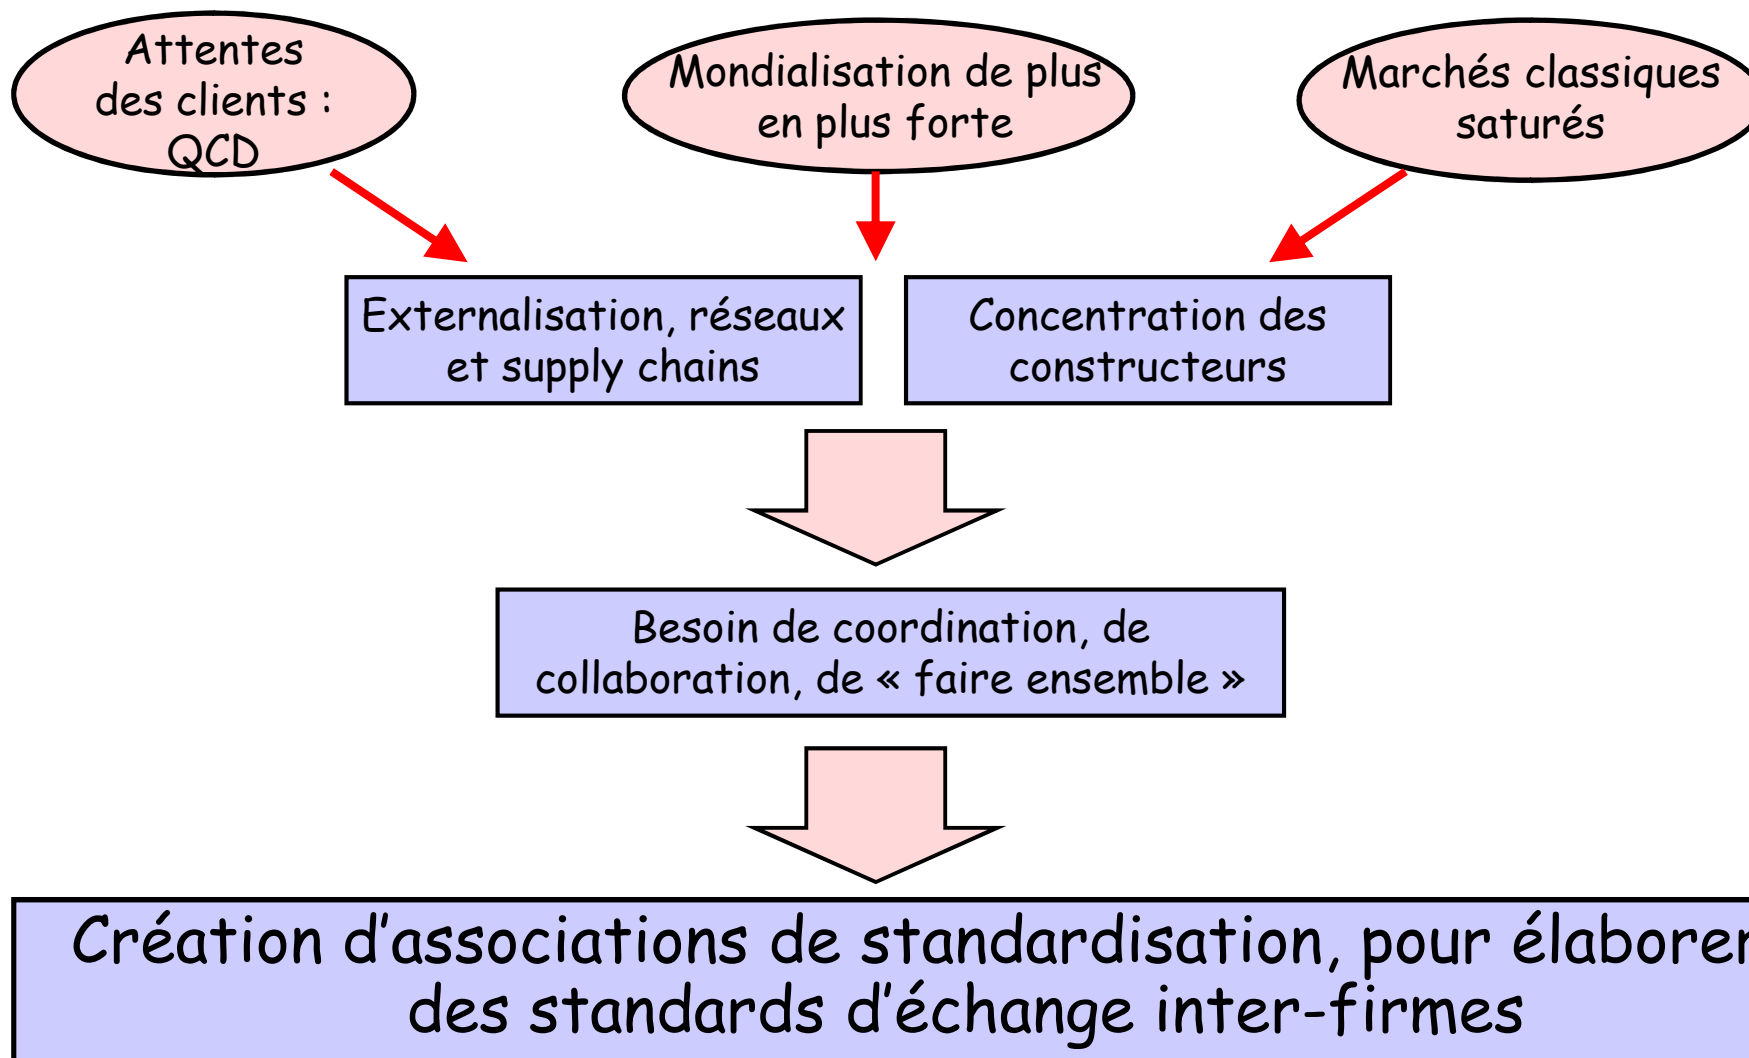 Attentes
des clients :
QCD
Mondialisation de plus
en plus forte
Marchés classiques
saturés
Externalisation, réseaux
et supply chains
Concentration des
constructeurs
Besoin de coordination, de
collaboration, de « faire ensemble »
Création d’associations de standardisation, pour élaborer
des standards d’échange inter-firmes